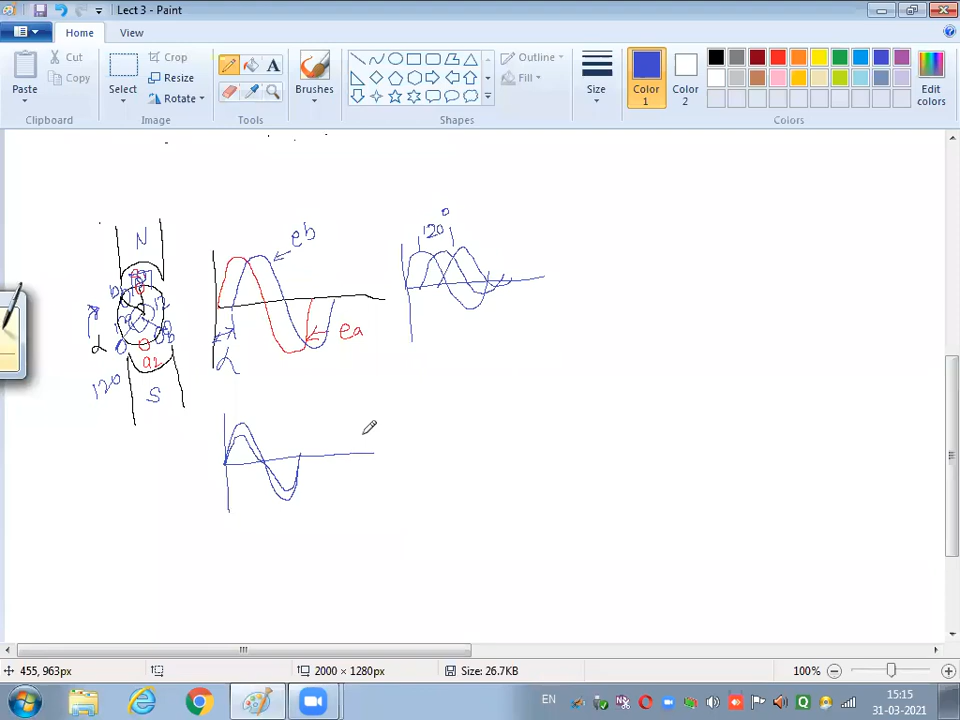 Lect 3 - Paint
Home
View
Paste
Cut
Copy
Clipboard
Select
Crop
Resize
Rotate
Image
Tools
Brushes
Shapes
Outline
Fill
Size
Color 1
Color 2
Edit colors
Colors
N
eb
120°
ea
a2
α
α
120
S
455, 963px
2000 × 1280px
Size: 26.7KB
100%
EN
15:15
31-03-2021